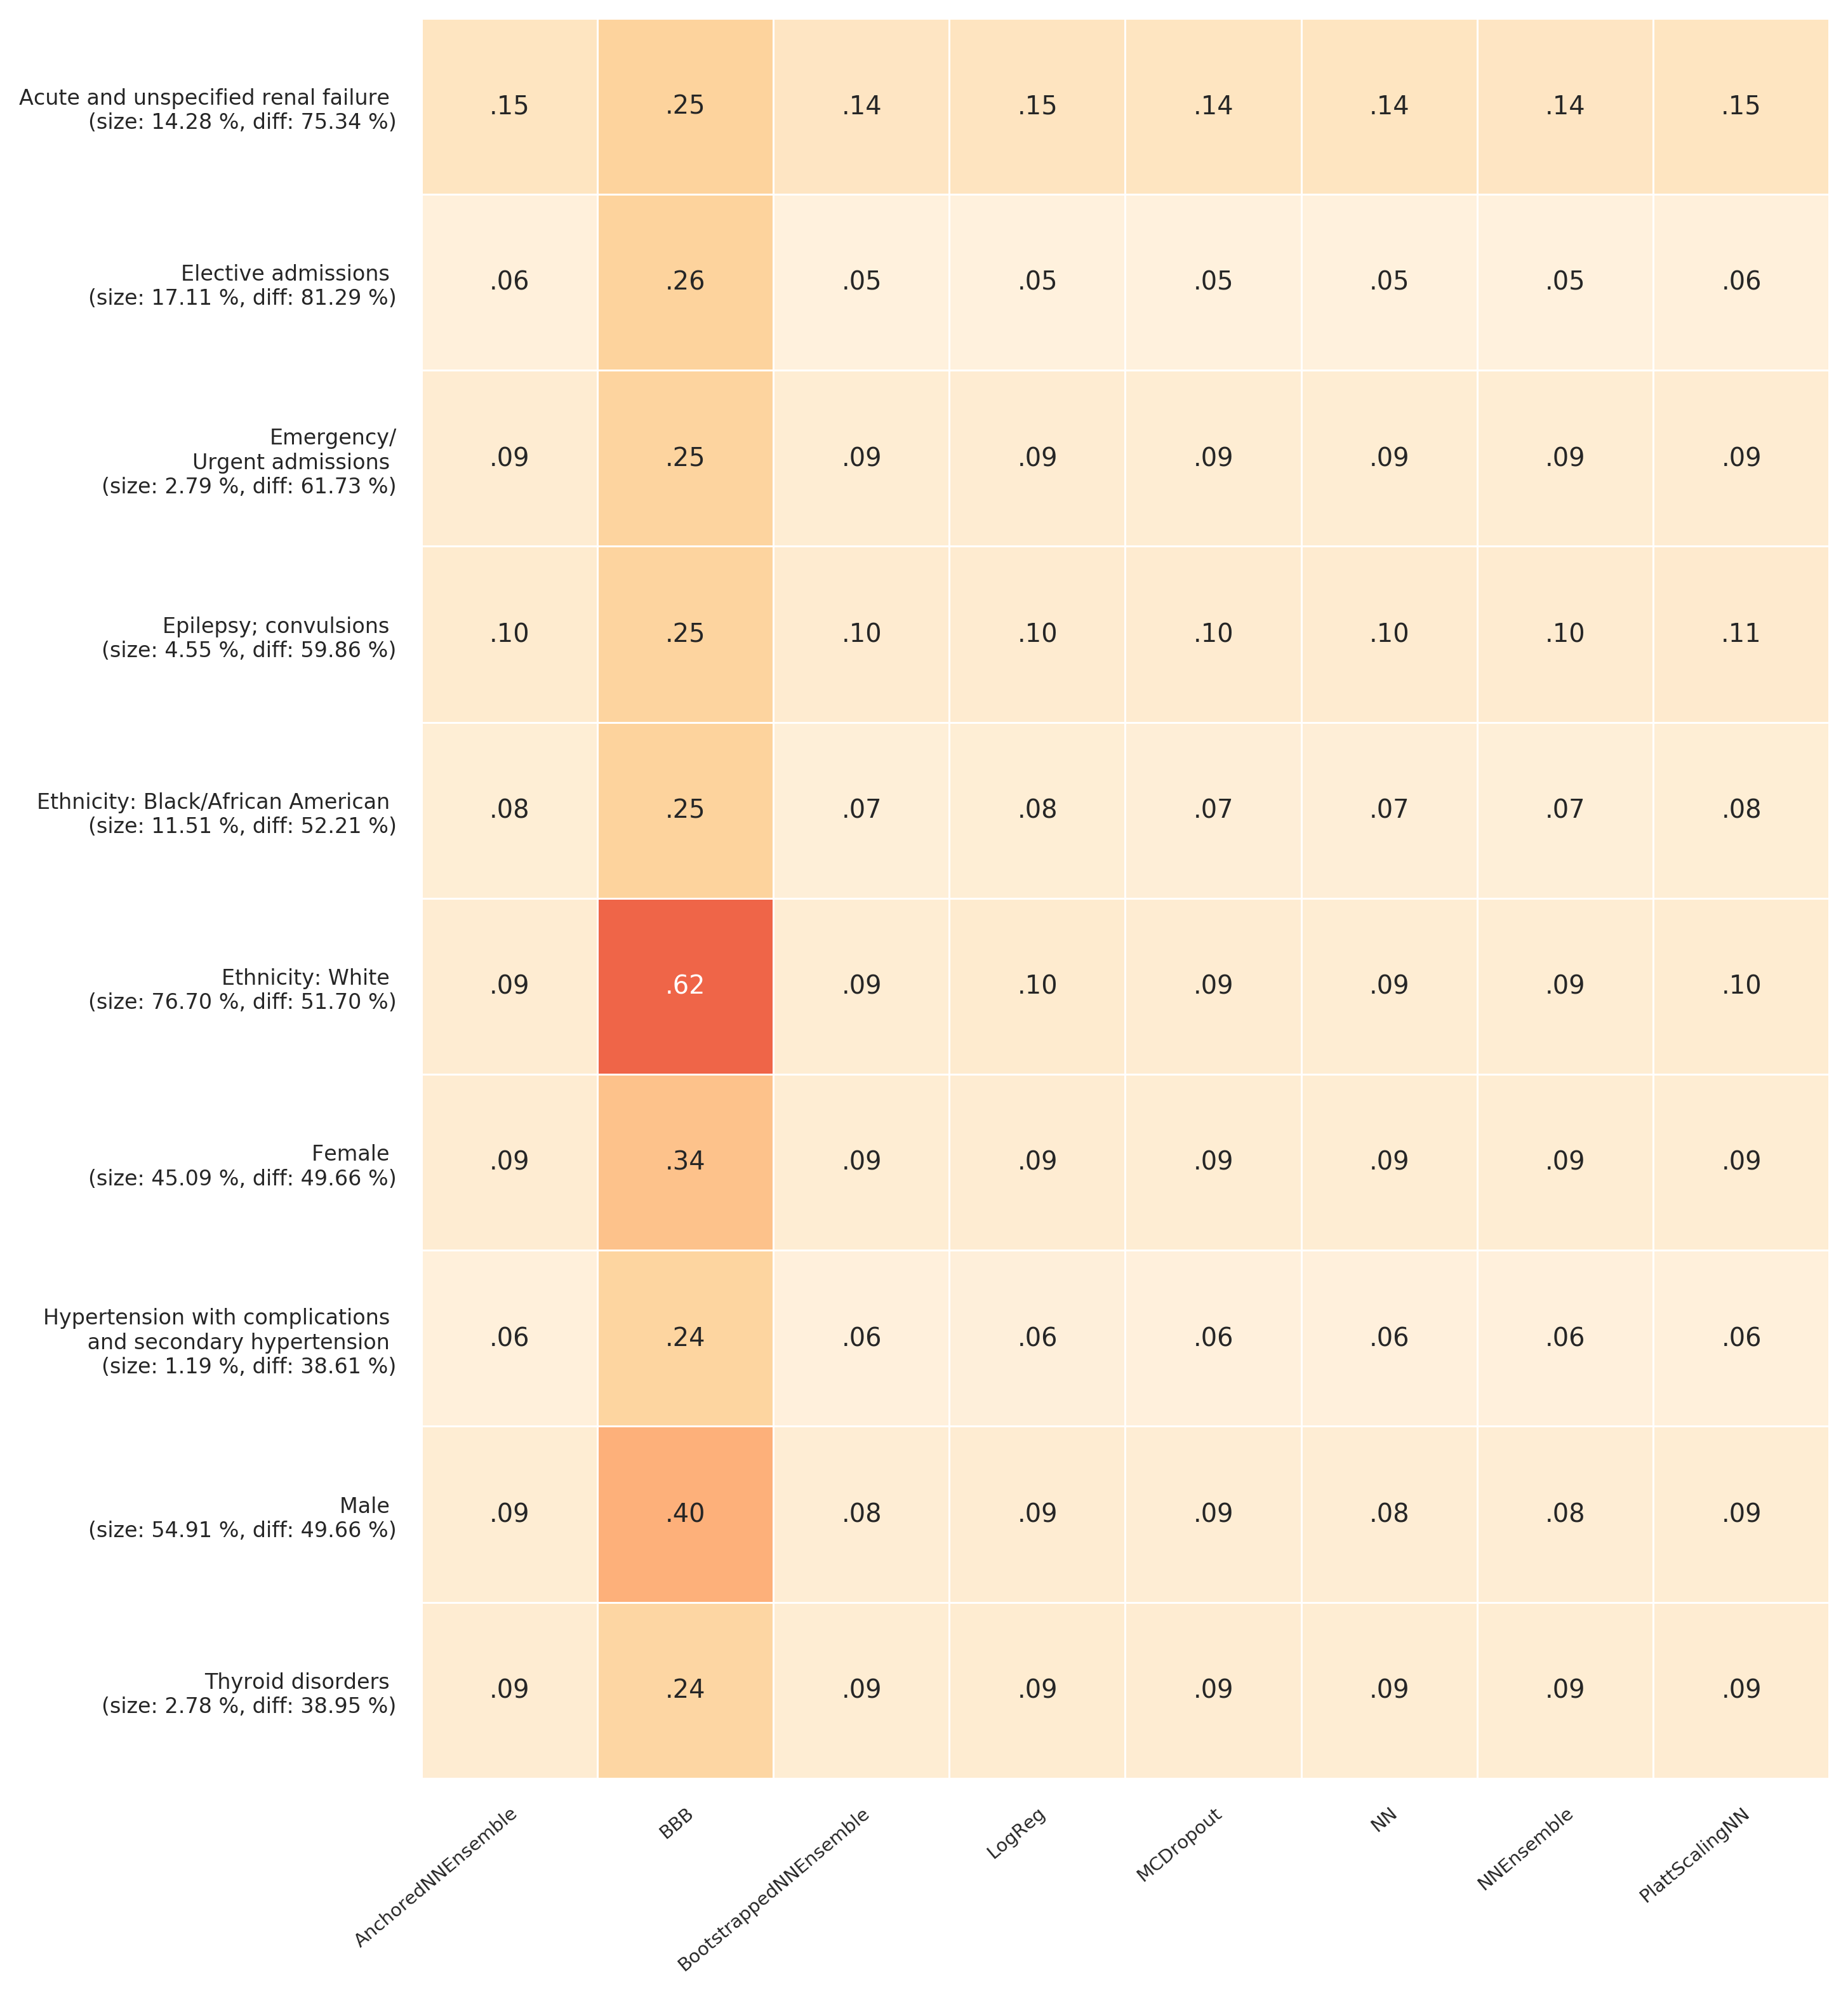 Acute and unspecified renal failure
(size: 14.28 %, diff: 75.34 %)
.15 .25 .14 .15 .14 .14 .14 .15
Elective admissions
(size: 17.11 %, diff: 81.29 %)
.06 .26 .05 .05 .05 .05 .05 .06
Emergency/
Urgent admissions
(size: 2.79 %, diff: 61.73 %)
.09 .25 .09 .09 .09 .09 .09 .09
Epilepsy; convulsions
(size: 4.55 %, diff: 59.86 %)
.10 .25 .10 .10 .10 .10 .10 .11
Ethnicity: Black/African American
(size: 11.51 %, diff: 52.21 %)
.08 .25 .07 .08 .07 .07 .07 .08
Ethnicity: White
(size: 76.70 %, diff: 51.70 %)
.09 .62 .09 .10 .09 .09 .09 .10
Female
(size: 45.09 %, diff: 49.66 %)
.09 .34 .09 .09 .09 .09 .09 .09
Hypertension with complications
and secondary hypertension
(size: 1.19 %, diff: 38.61 %)
.06 .24 .06 .06 .06 .06 .06 .06
Male
(size: 54.91 %, diff: 49.66 %)
.09 .40 .08 .09 .09 .08 .08 .09
Thyroid disorders
(size: 2.78 %, diff: 38.95 %)
.09 .24 .09 .09 .09 .09 .09 .09
AnchoredNNEnsemble
BBB
BootstrappedNNEnsemble
LogReg
MCDropout
NN
NNEnsemble
PlattScalingNN